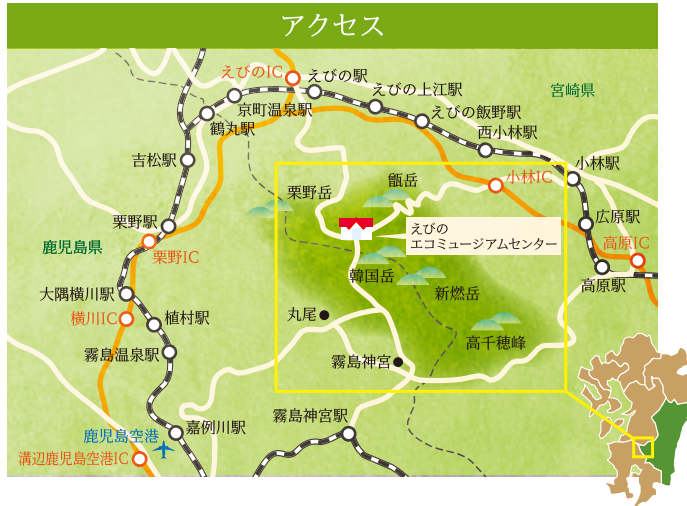 アクセス
えびのIC
えびの駅
えびの上江駅
宮崎県
京町温泉駅
えびの飯野駅
鶴丸駅
西小林駅
吉松駅
小林駅
甑岳
小林IC
栗野岳
栗野駅
広原駅
えびの
エコミュージアムセンター
鹿児島県
栗野IC
高原IC
韓国岳
高原駅
大隅横川駅
新燃岳
横川IC
植村駅
丸尾
高千穂峰
霧島温泉駅
霧島神宮
霧島神宮駅
嘉例川駅
鹿児島空港
溝辺鹿児島空港IC